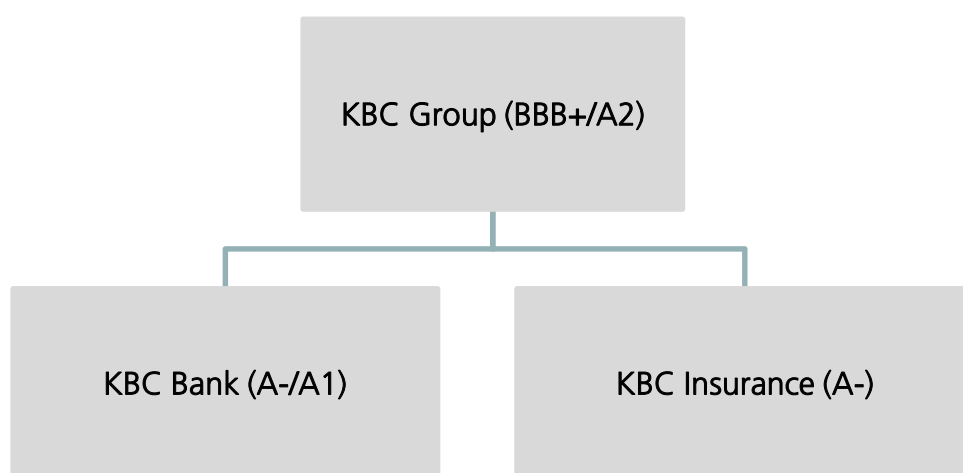 KBC Group (BBB+/A2)
KBC Bank (A-/A1)
KBC Insurance (A-)